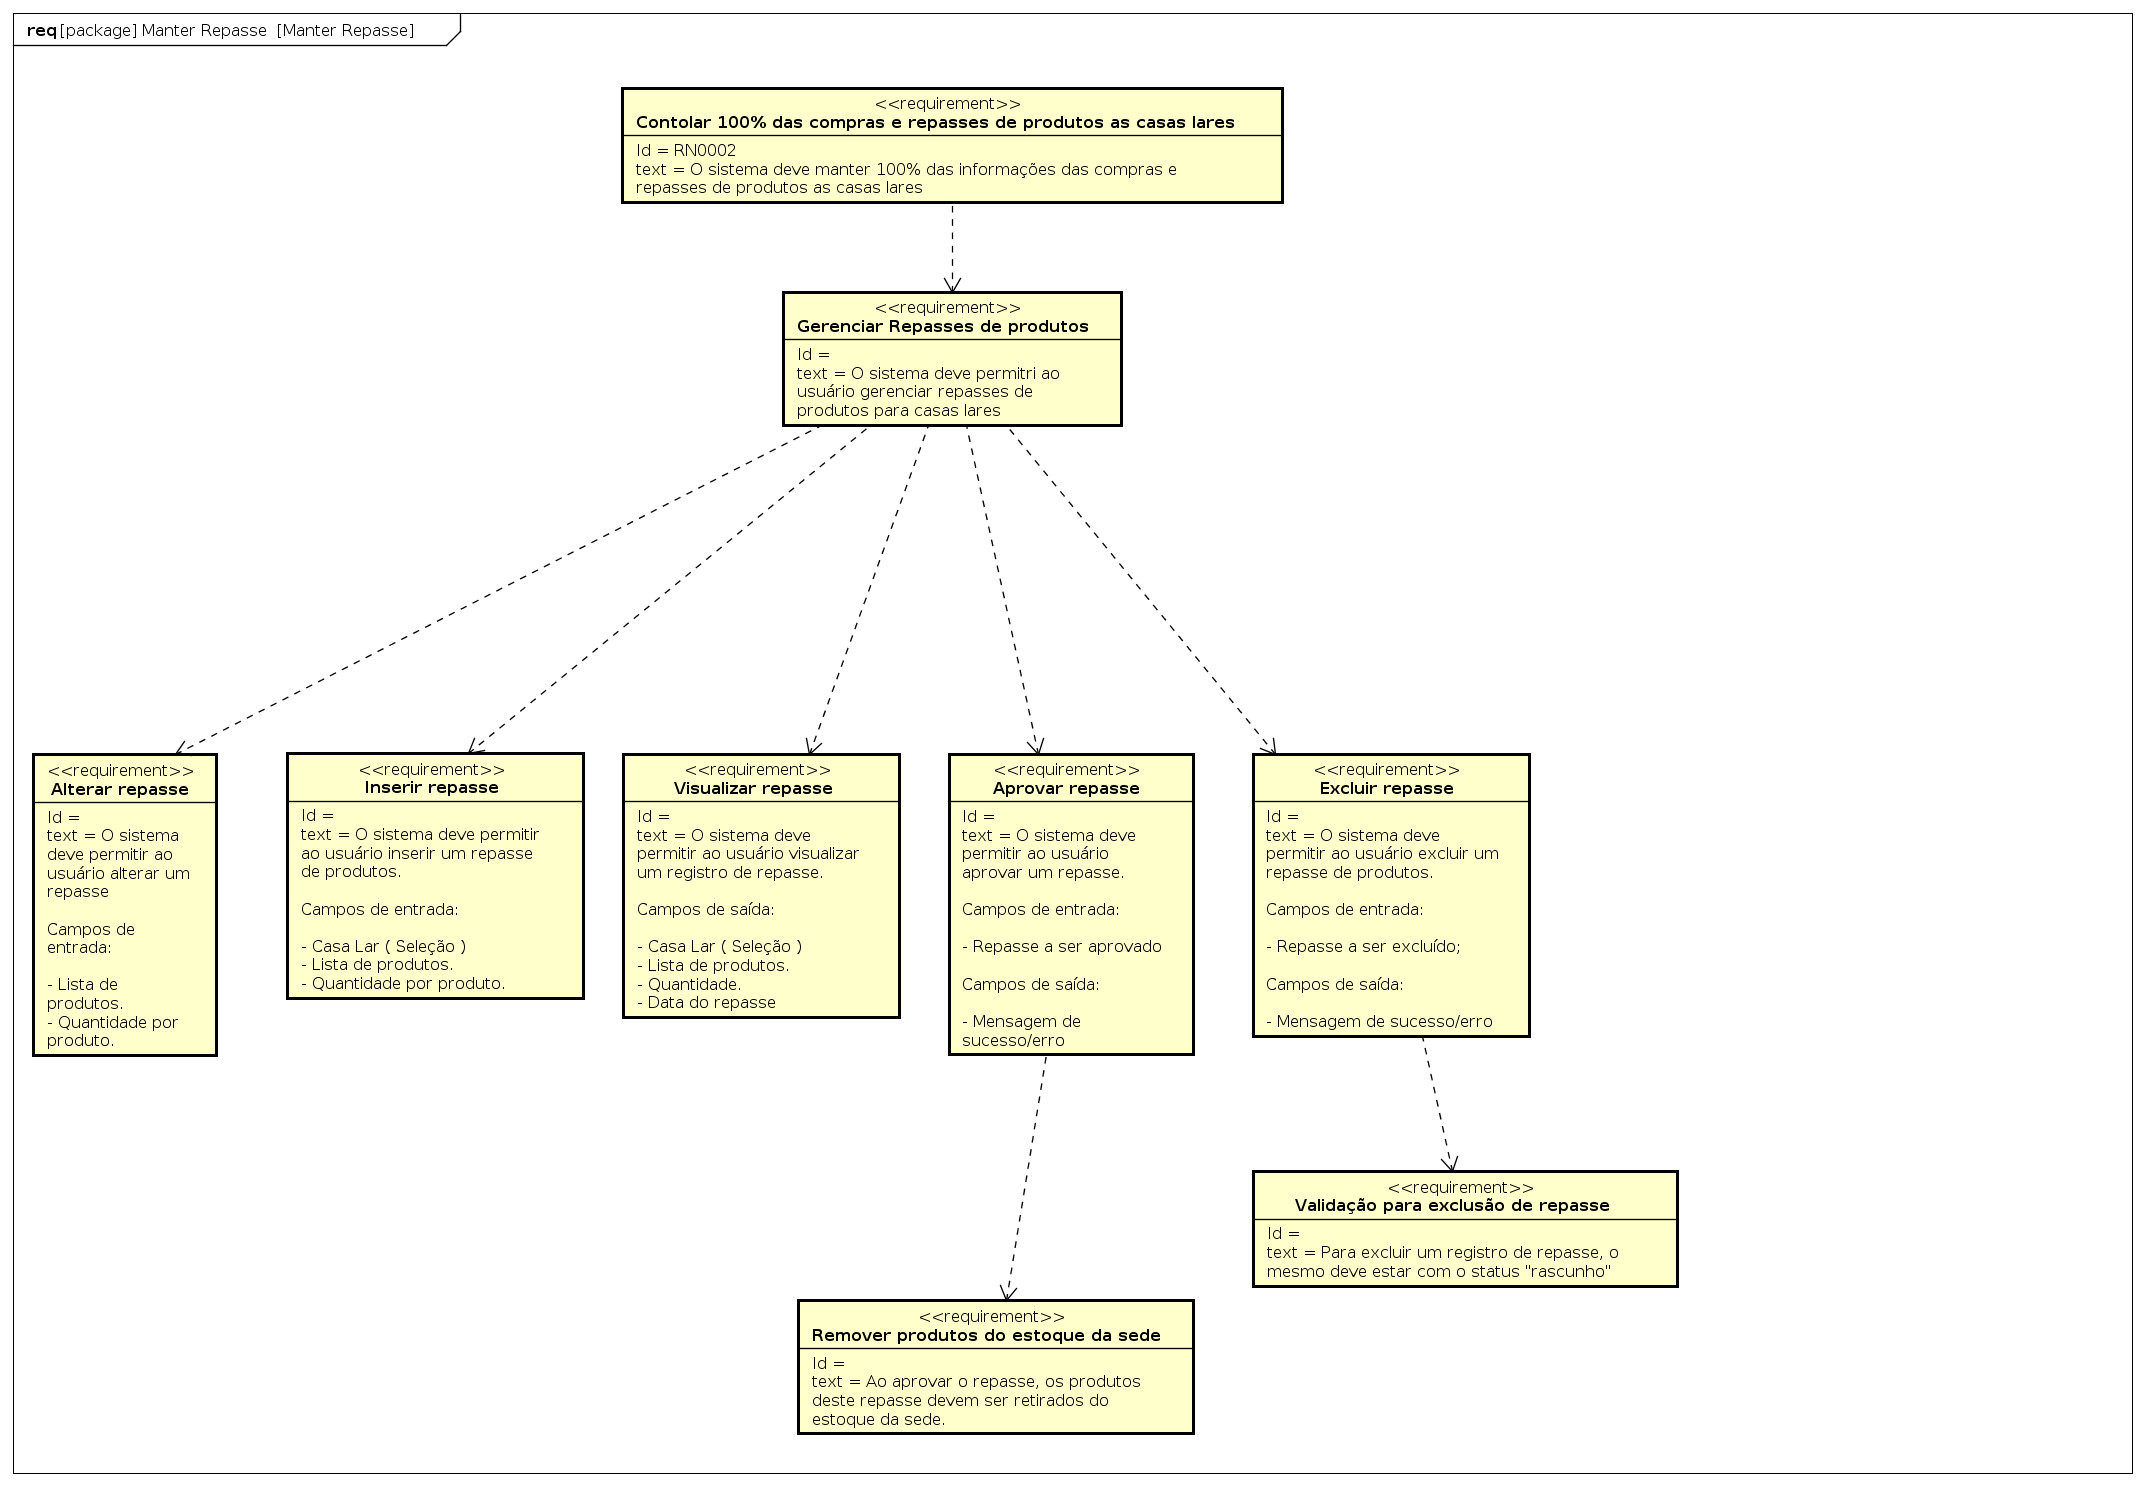 req[package] Manter Repasse [Manter Repasse]
<<requirement>>
Contolar 100% das compras e repasses de produtos as casas lares
Id = RN0002
text = O sistema deve manter 100% das informações das compras e
repasses de produtos as casas lares
<<requirement>>
Gerenciar Repasses de produtos
Id =
text = O sistema deve permitri ao
usuário gerenciar repasses de
produtos para casas lares
<<requirement>>
Alterar repasse
Id =
text = O sistema
deve permitir ao
usuário alterar um
repasse
Campos de
entrada:
- Lista de
produtos.
- Quantidade por
produto.
<<requirement>>
Inserir repasse
Id =
text = O sistema deve permitir
ao usuário inserir um repasse
de produtos.
Campos de entrada:
- Casa Lar ( Seleção )
- Lista de produtos.
- Quantidade por produto.
<<requirement>>
Visualizar repasse
Id =
text = O sistema deve
permitir ao usuário visualizar
um registro de repasse.
Campos de saída:
- Casa Lar ( Seleção )
- Lista de produtos.
- Quantidade.
- Data do repasse
<<requirement>>
Aprovar repasse
Id =
text = O sistema deve
permitir ao usuário
aprovar um repasse.
Campos de entrada:
- Repasse a ser aprovado
Campos de saída:
- Mensagem de
sucesso/erro
<<requirement>>
Excluir repasse
Id =
text = O sistema deve
permitir ao usuário excluir um
repasse de produtos.
Campos de entrada:
- Repasse a ser excluído;
Campos de saída:
- Mensagem de sucesso/erro
<<requirement>>
Validação para exclusão de repasse
Id =
text = Para excluir um registro de repasse, o
mesmo deve estar com o status "rascunho"
<<requirement>>
Remover produtos do estoque da sede
Id =
text = Ao aprovar o repasse, os produtos
deste repasse devem ser retirados do
estoque da sede.